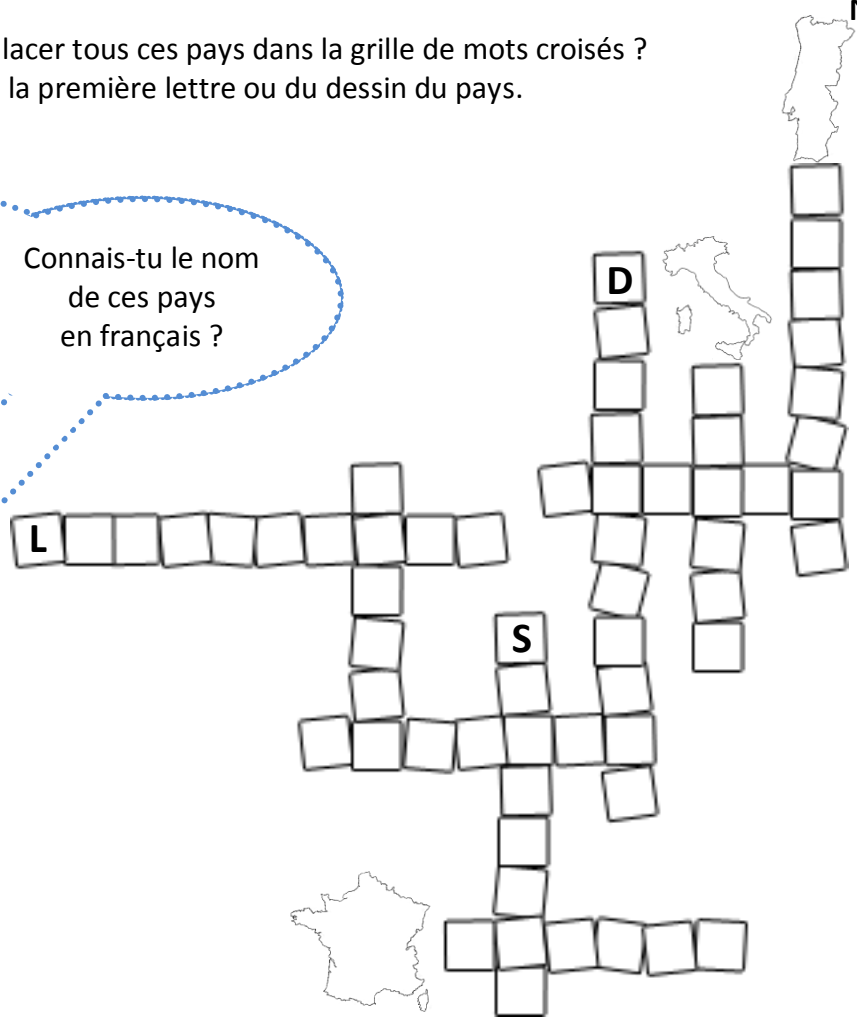 lacer tous ces pays dans la grille de mots croisés ?
la première lettre ou du dessin du pays.
Connais-tu le nom
de ces pays
en français ?
D
L
S